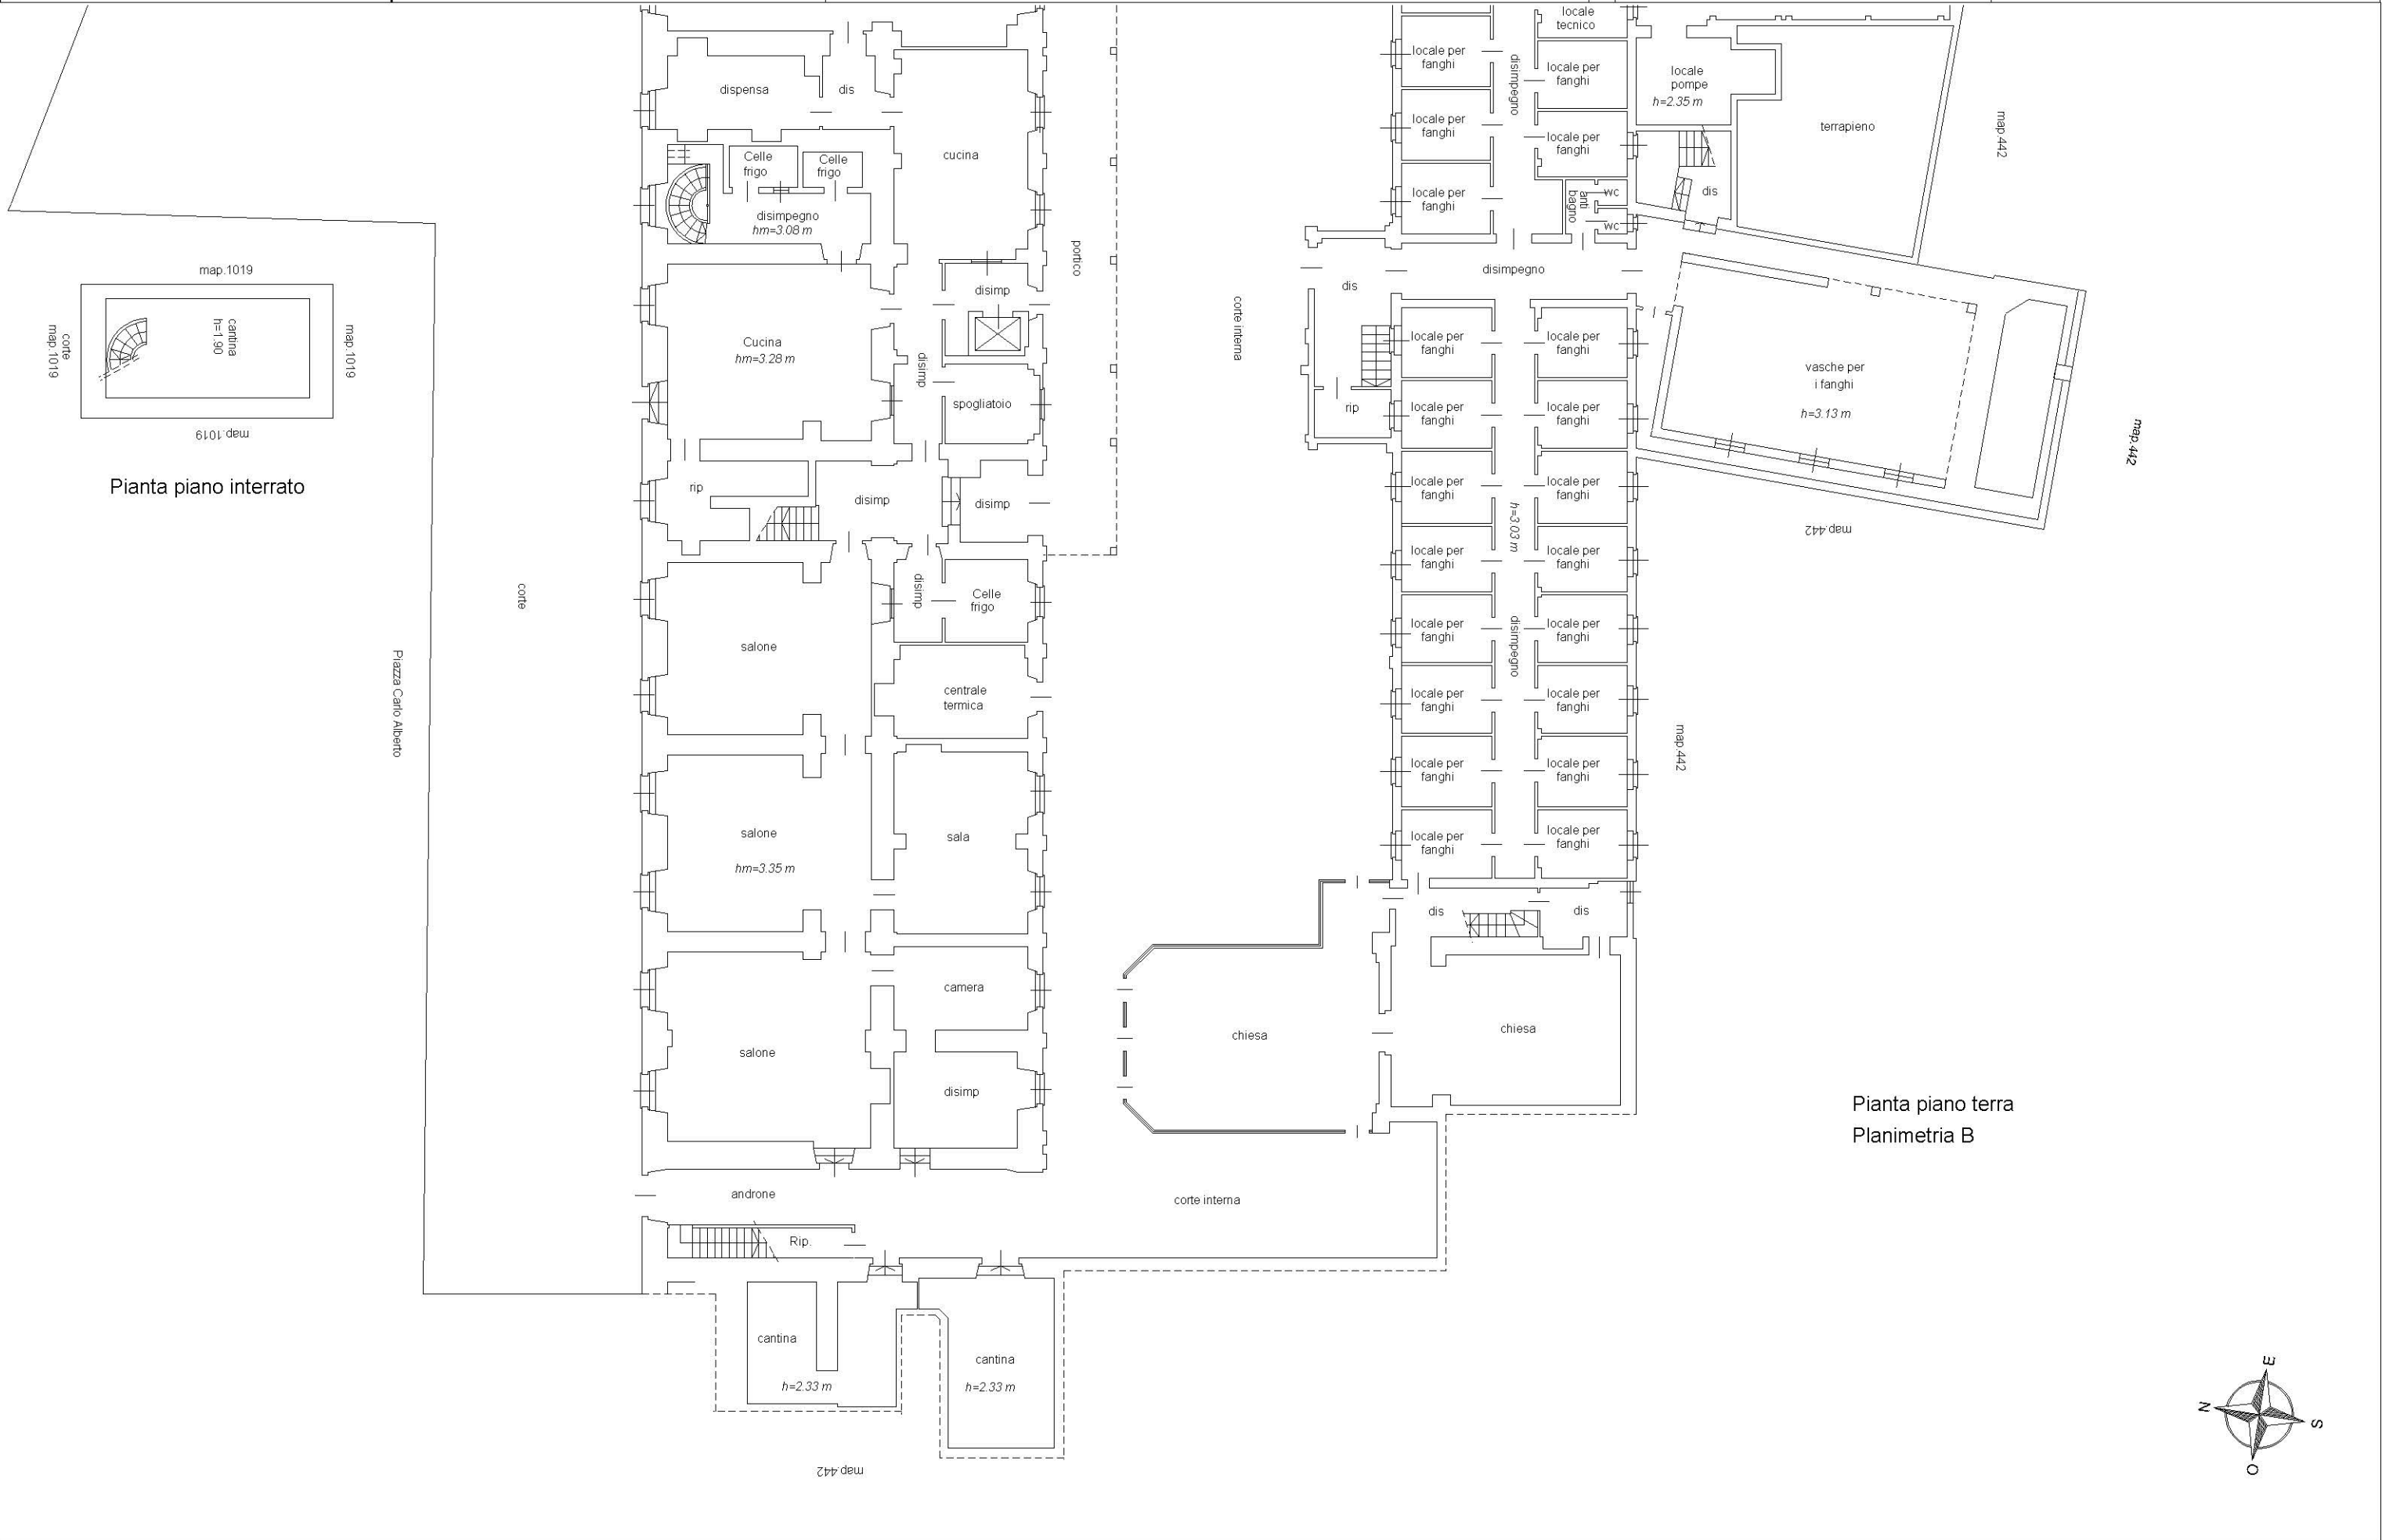 locale
tecnico
locale per
fanghi
disimpegno
locale per
fanghi
locale
pompe
h=2.35 m
dispensa
dis
terrapieno
map.442
locale per
fanghi
locale per
fanghi
cucina
Celle
frigo
Celle
frigo
locale per
fanghi
anti
bagno
wc
wc
dis
disimpegno
hm=3.08 m
portico
map.1019
corte
map.1019
cantina
h=1.90
map.1019
map.1019
Pianta piano interrato
disimp
dis
disimpegno
corte interna
Cucina
hm=3.28 m
disimp
spogliatoio
locale per
fanghi
locale per
fanghi
vasche per
i fanghi
h=3.13 m
rip
locale per
fanghi
locale per
fanghi
map.442
map.442
rip
disimp
disimp
locale per
fanghi
locale per
fanghi
h=3.03 m
locale per
fanghi
locale per
fanghi
corte
disimp
Celle
frigo
locale per
fanghi
disimpegno
locale per
fanghi
salone
Piazza Carlo Alberto
centrale
termica
locale per
fanghi
locale per
fanghi
map.442
locale per
fanghi
locale per
fanghi
salone
hm=3.35 m
sala
locale per
fanghi
locale per
fanghi
dis
dis
camera
chiesa
chiesa
salone
disimp
Pianta piano terra
Planimetria B
androne
corte interna
Rip.
cantina
h=2.33 m
cantina
h=2.33 m
map.442
E
N
S
O